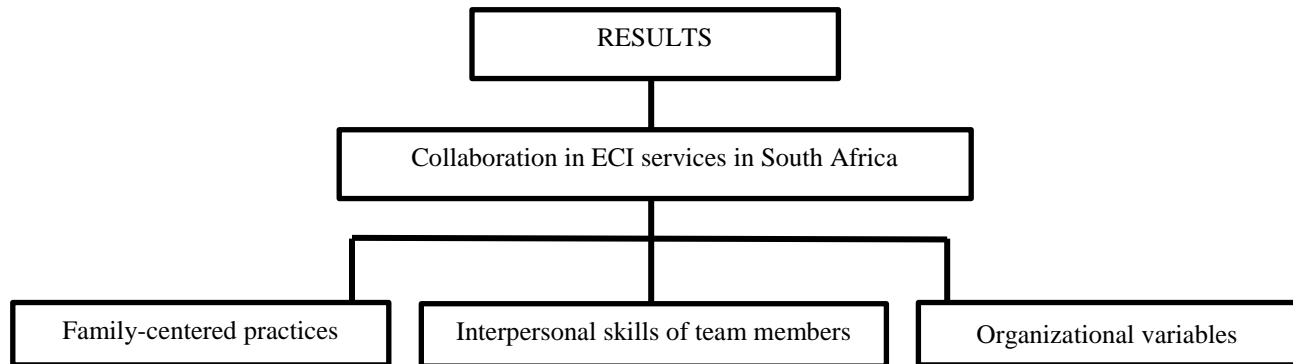 RESULTS
Collaboration in ECI services in South Africa
Family-centered practices
Interpersonal skills of team members
Organizational variables